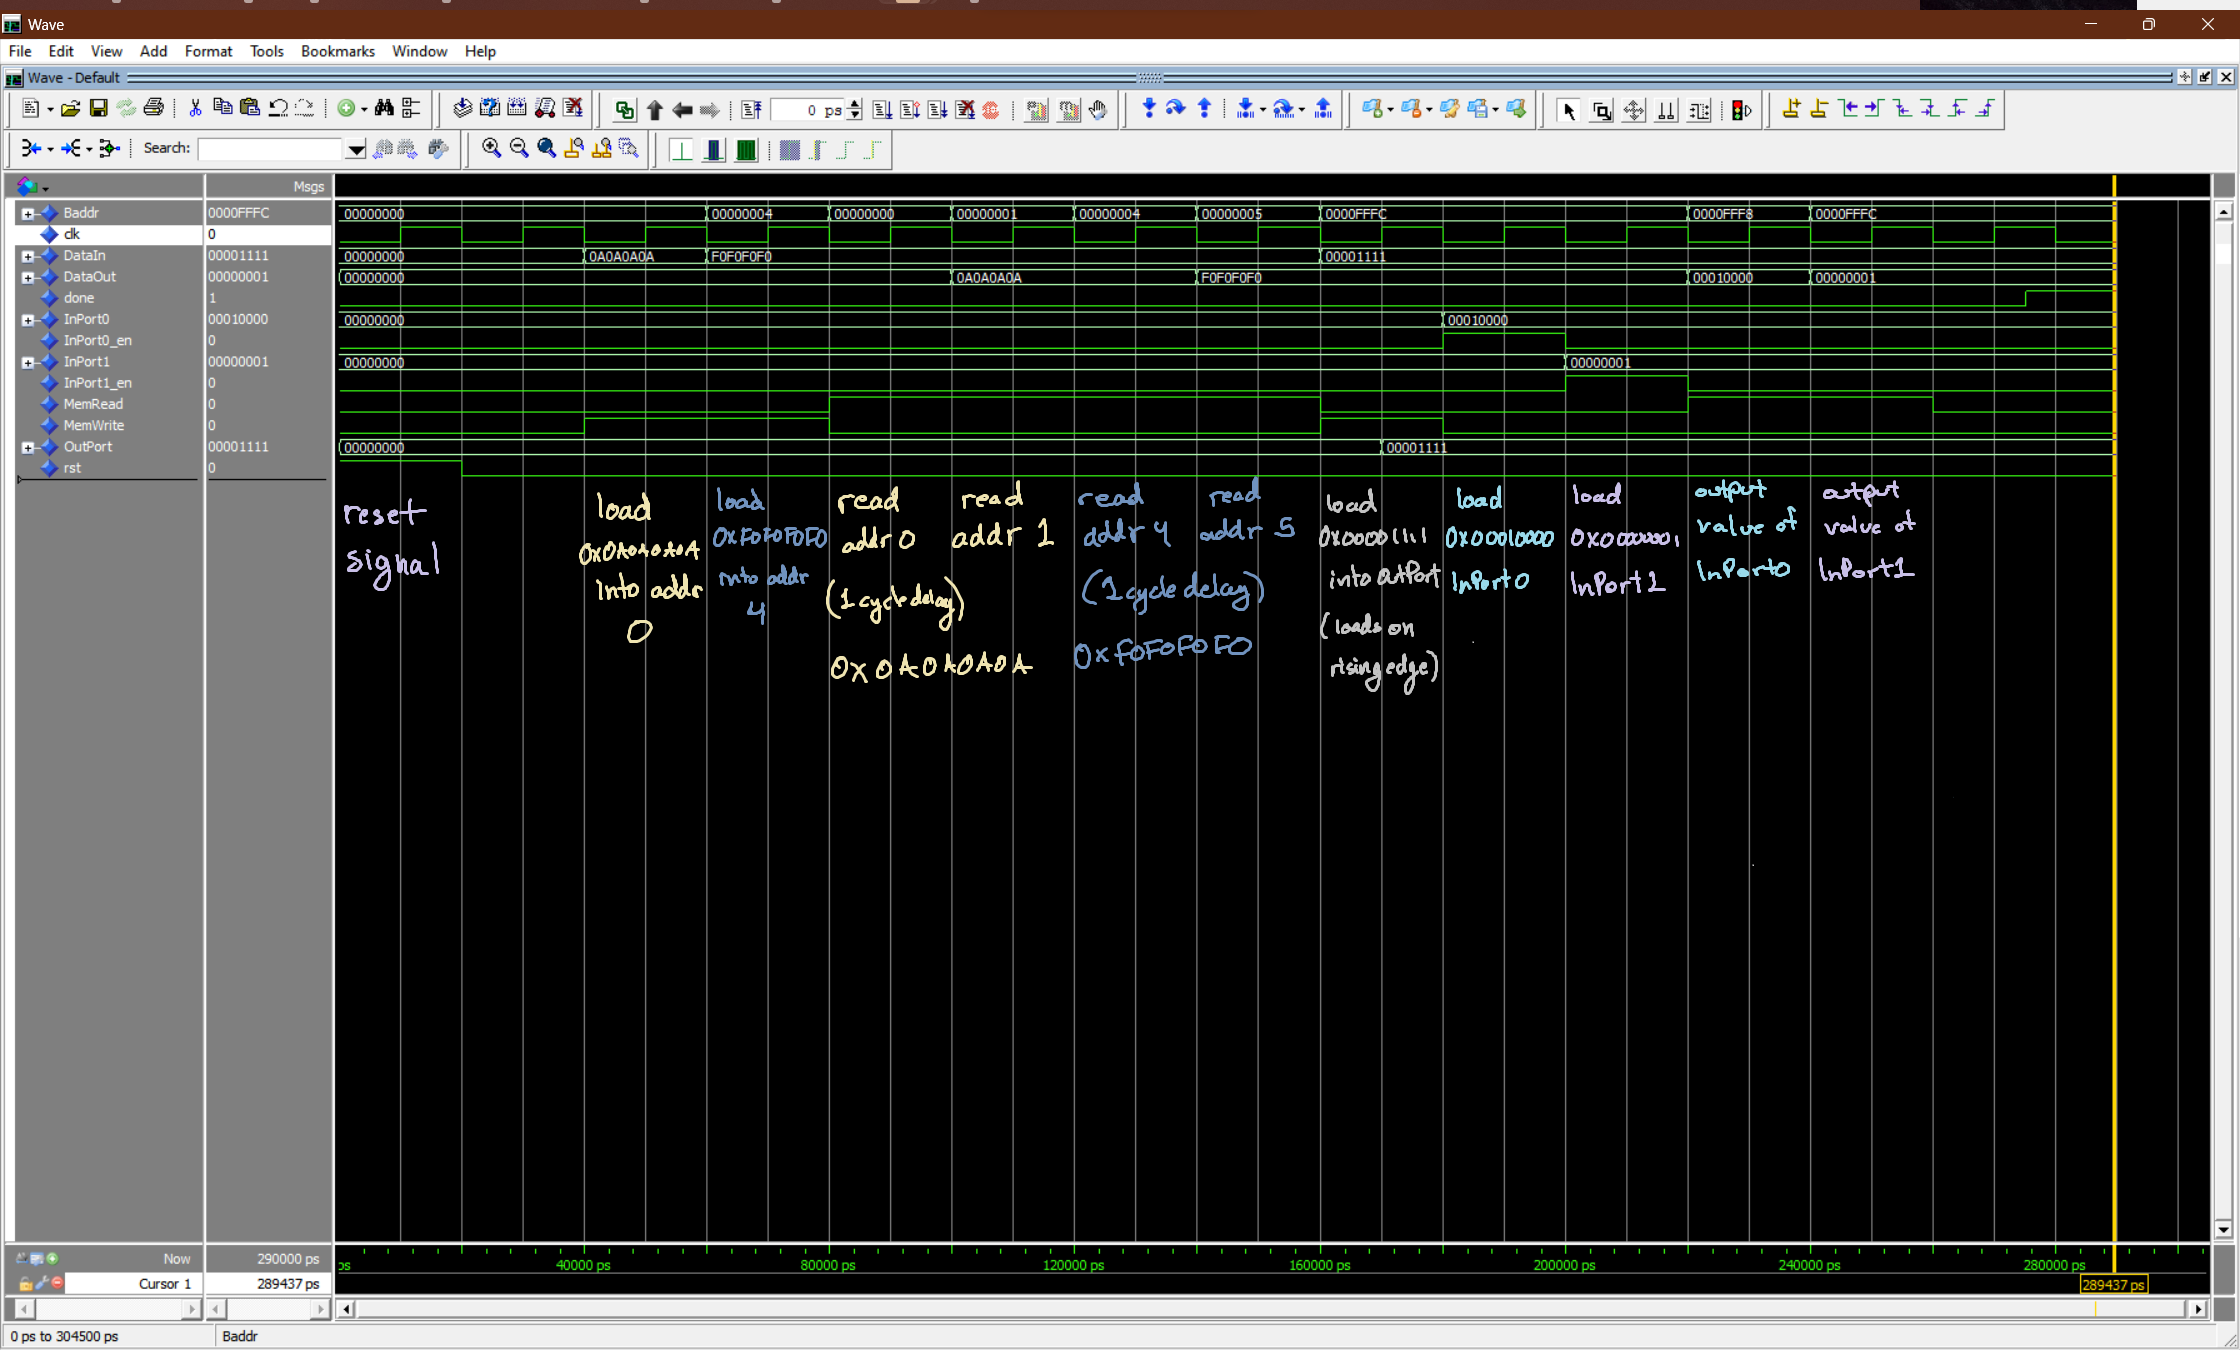 Wave
File Edit View Add Format Tools Bookmarks Window Help
Wave - Default
0 ps
Search:
Msgs
Baddr 0000FFFC 00000000 00000004 00000000 00000001 00000004 00000005 0000FFFC 0000FFF8 0000FFFC
clk 0
DataIn 00001111 00000000 0A0A0A0A F0F0F0F0 00001111
DataOut 00000001 00000000 0A0A0A0A F0F0F0F0 00010000 00000001
done 1
InPort0 00010000 00000000 00010000
InPort0_en 0
InPort1 00000001 00000000 00000001
InPort1_en 0
MemRead 0
MemWrite 0
OutPort 00001111 00000000 00001111
rst 0
reset
signal
load
0x0A0A0A0A
into addr
0
load
0xF0F0F0F0
into addr
4
read
addr 0
read
addr 1
(1 cycle delay)
0x0A0A0A0A
read
addr 4
read
addr 5
(1 cycle delay)
0xF0F0F0F0
load
0x00001111
into OutPort
(loads on
rising edge)
load
0x00010000
InPort0
load
0x00000001
InPort1
output
value of
InPort0
output
value of
InPort1
Now 290000 ps
ps 40000 ps 80000 ps 120000 ps 160000 ps 200000 ps 240000 ps 280000 ps
Cursor 1 289437 ps
289437 ps
0 ps to 304500 ps Baddr